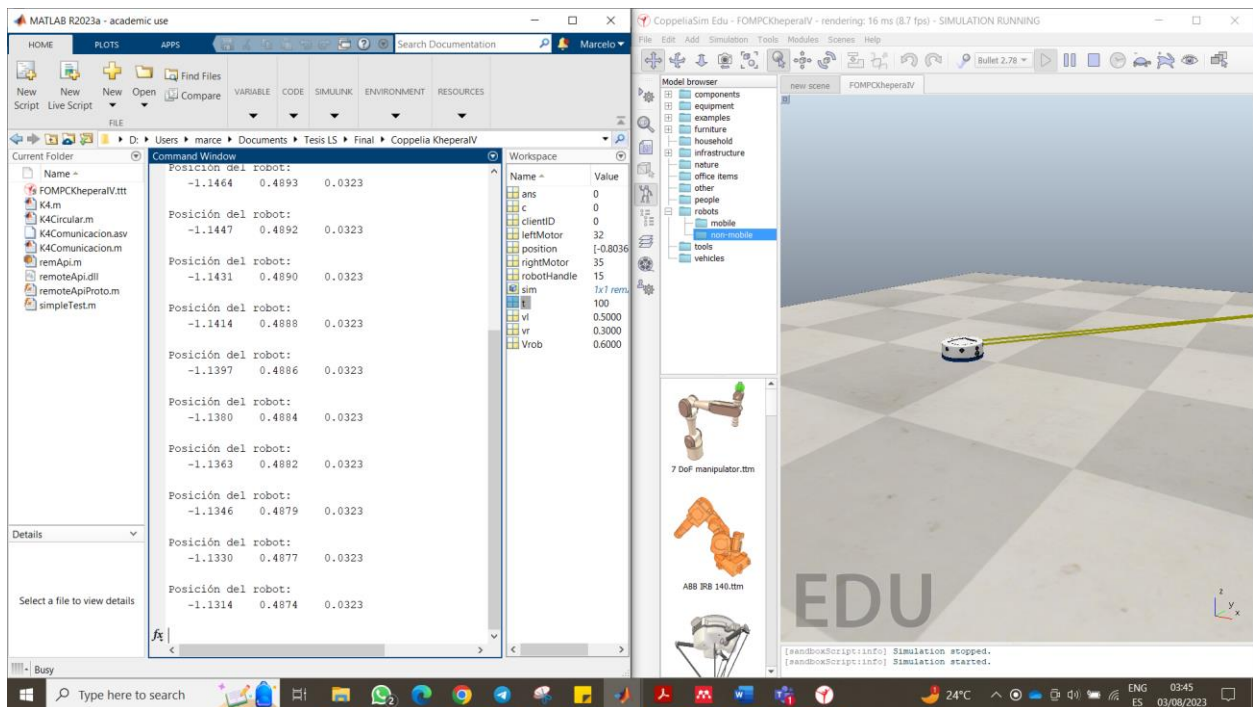 MATLAB R2023a - academic use
HOME PLOTS APPS Search Documentation Marcelo
New Script
New Live Script
New
Open
Find Files
Compare
VARIABLE CODE SIMULINK ENVIRONMENT RESOURCES
FILE
D: Users marce Documents Tesis LS Final Coppelia KheperaIV
Current Folder
Name
FOMPCKheperaIV.ttt
K4.m
K4Circular.m
K4Comunicacion.asv
K4Comunicacion.m
remApi.m
remoteApi.dll
remoteApiProto.m
simpleTest.m
Details
Select a file to view details
Command Window
Posición del robot:
-1.1464 0.4893 0.0323
Posición del robot:
-1.1447 0.4892 0.0323
Posición del robot:
-1.1431 0.4890 0.0323
Posición del robot:
-1.1414 0.4888 0.0323
Posición del robot:
-1.1397 0.4886 0.0323
Posición del robot:
-1.1380 0.4884 0.0323
Posición del robot:
-1.1363 0.4882 0.0323
Posición del robot:
-1.1346 0.4879 0.0323
Posición del robot:
-1.1330 0.4877 0.0323
Posición del robot:
-1.1314 0.4874 0.0323
fx
Workspace
Name Value
ans 0
c 0
clientID 0
leftMotor 32
position [-0.8036
rightMotor 35
robotHandle 15
sim 1x1 rem
t 100
vl 0.5000
vr 0.3000
Vrob 0.6000
Busy
CoppeliaSim Edu - FOMPCKheperaIV - rendering: 16 ms (8.7 fps) - SIMULATION RUNNING
File Edit Add Simulation Tools Modules Scenes Help
Bullet 2.78
Model browser
components
equipment
examples
furniture
household
infrastructure
nature
office items
other
people
robots
mobile
non-mobile
tools
vehicles
7 DoF manipulator.ttm
ABB IRB 140.ttm
new scene FOMPCKheperaIV
EDU
z
y
x
[sandboxScript:info] Simulation stopped.
[sandboxScript:info] Simulation started.
Type here to search
24°C
ENG
ES
03:45
03/08/2023